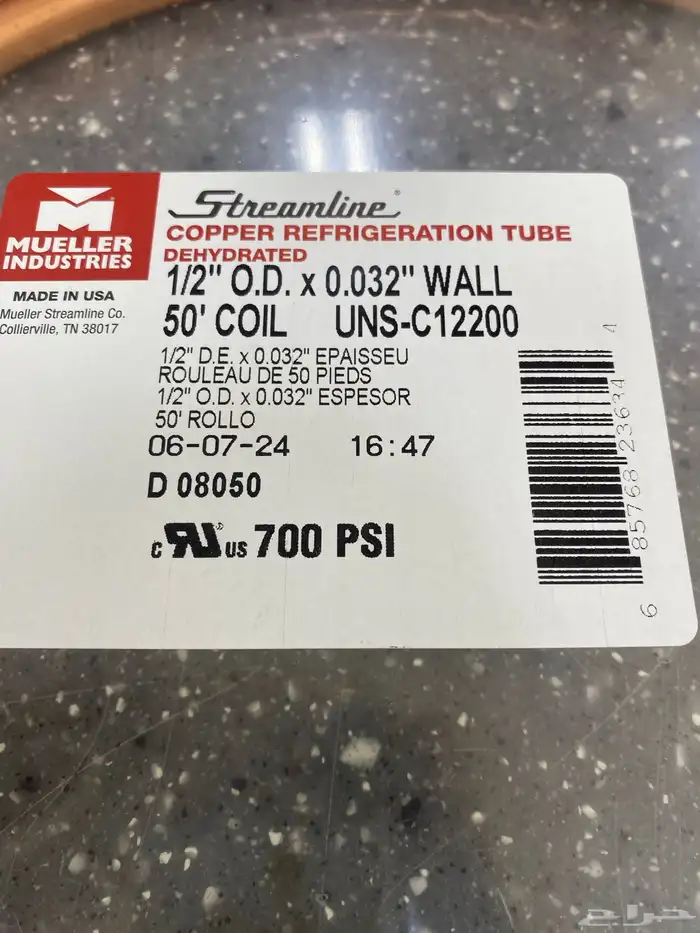 MUELLER
INDUSTRIES
MADE IN USA
Mueller Streamline Co.
Collierville, TN 38017
Streamline®
COPPER REFRIGERATION TUBE
DEHYDRATED
1/2" O.D. x 0.032" WALL
50' COIL UNS-C12200
1/2" D.E. x 0.032" EPAISSEU
ROULEAU DE 50 PIEDS
1/2" O.D. x 0.032" ESPESOR
50' ROLLO
06-07-24 16:47
D 08050
c RU® us 700 PSI
6 85768 23634 4
حراج